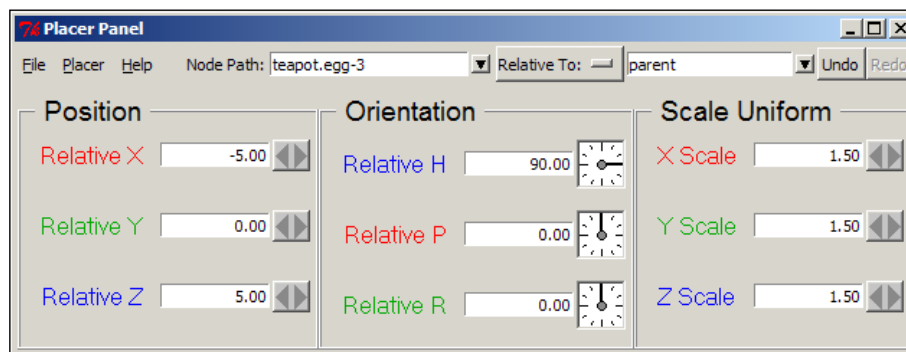 Placer Panel
File Placer Help Node Path: teapot.egg-3 Relative To: parent Undo Redo
Position Orientation Scale Uniform
Relative X -5.00 Relative H 90.00 X Scale 1.50
Relative Y 0.00 Relative P 0.00 Y Scale 1.50
Relative Z 5.00 Relative R 0.00 Z Scale 1.50